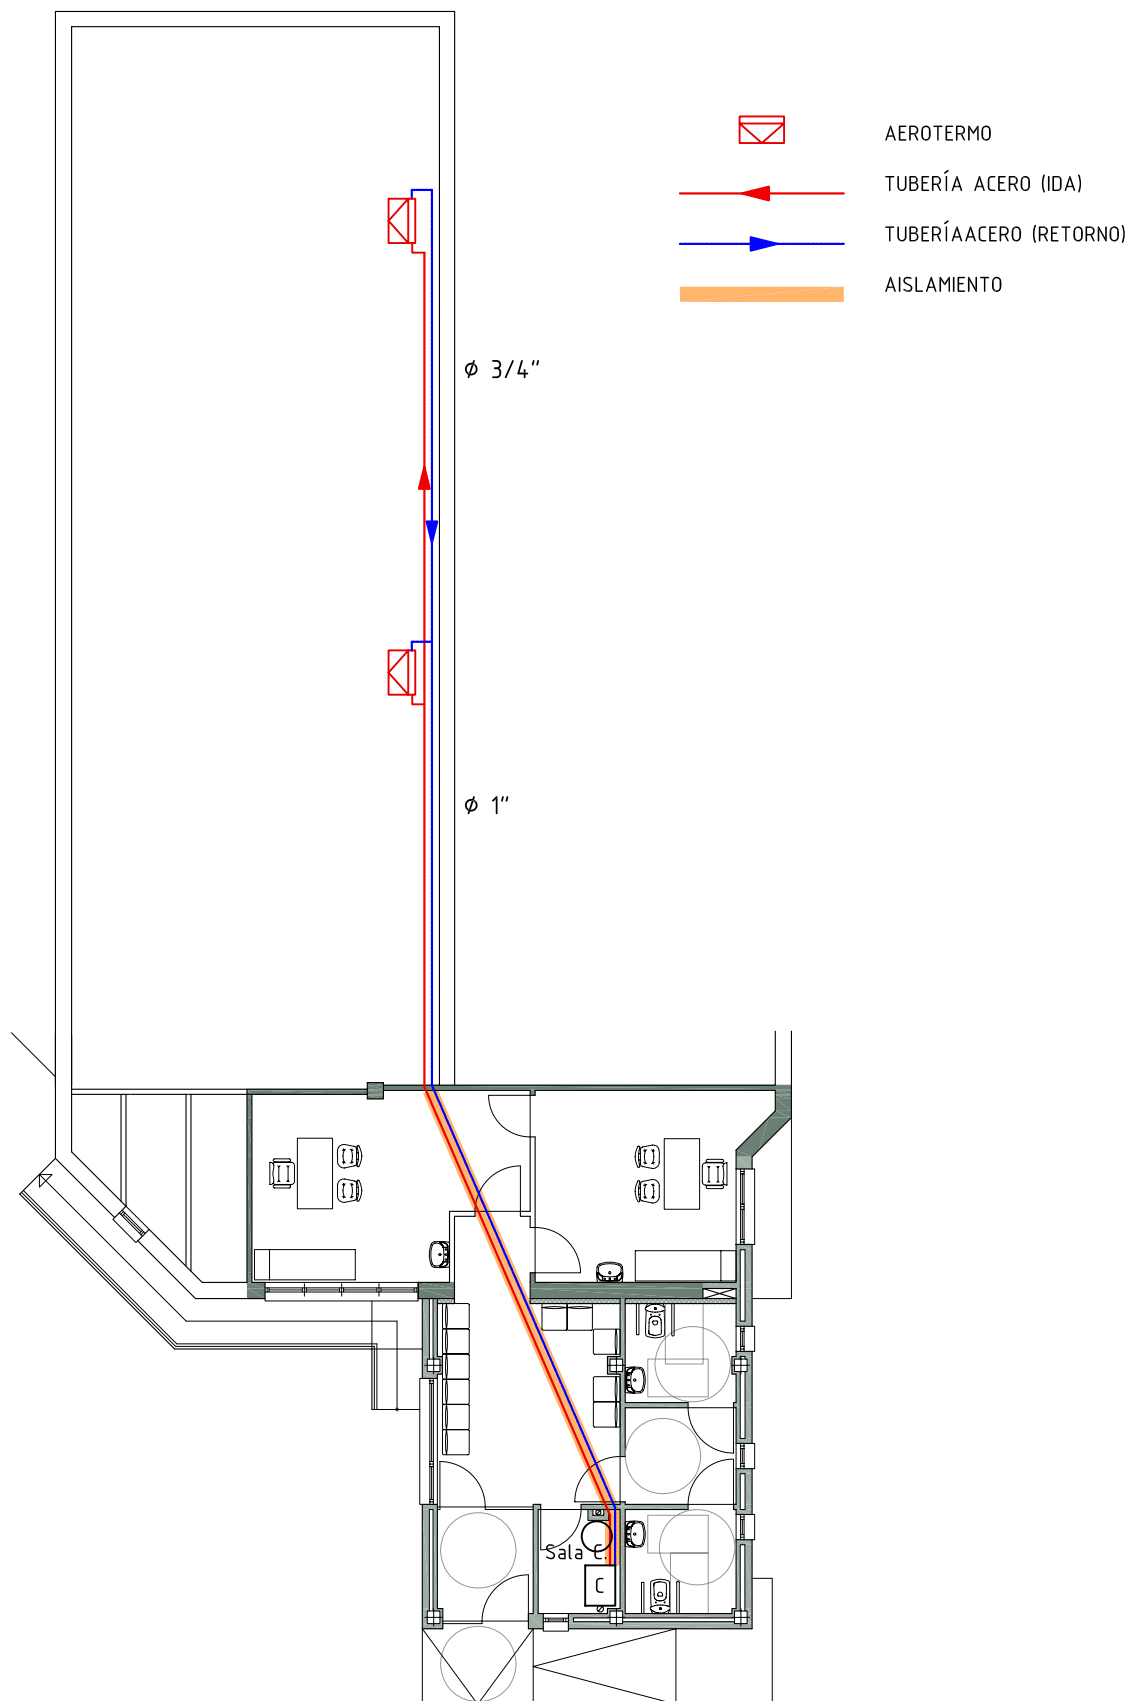 AEROTERMO
TUBERÍA ACERO (IDA)
TUBERÍAACERO (RETORNO)
AISLAMIENTO
Ø 3/4"
Ø 1"
Sala C.
C